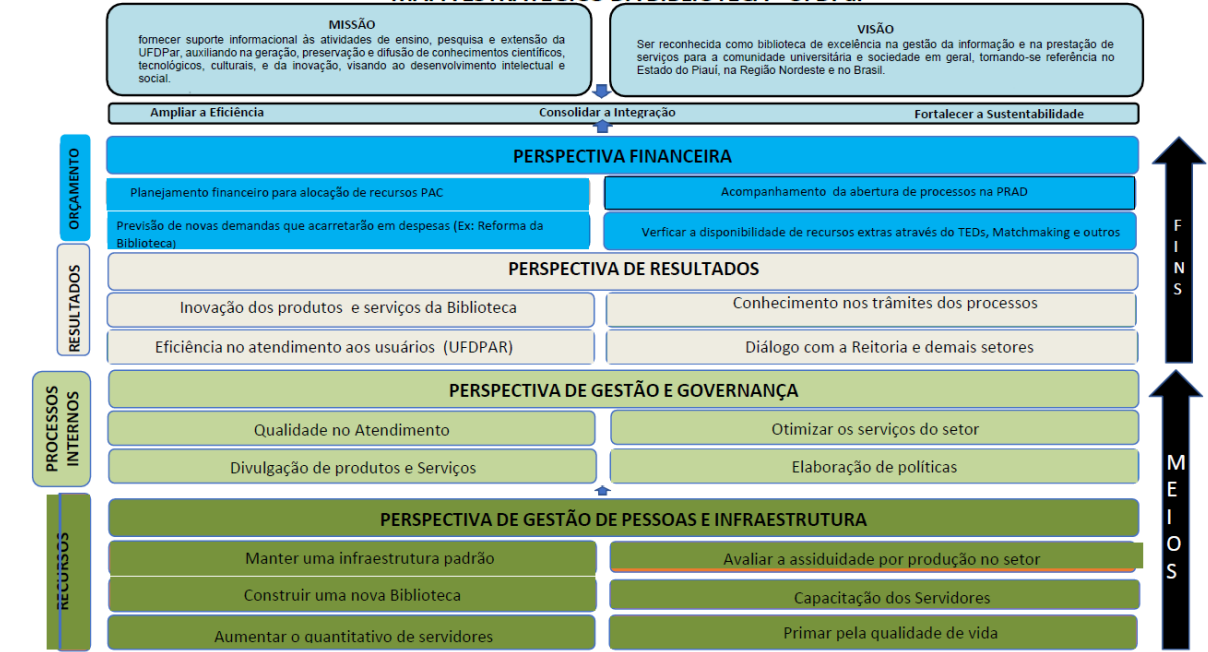 MAPA ESTRATÉGICO DA BIBLIOTECA - UFDPar
MISSÃO
fornecer suporte informacional às atividades de ensino, pesquisa e extensão da
UFDPar, auxiliando na geração, preservação e difusão de conhecimentos científicos,
tecnológicos, culturais, e da inovação, visando ao desenvolvimento intelectual e
social.
VISÃO
Ser reconhecida como biblioteca de excelência na gestão da informação e na prestação de
serviços para a comunidade universitária e sociedade em geral, tornando-se referência no
Estado do Piauí, na Região Nordeste e no Brasil.
Ampliar a Eficiência
Consolidar a Integração
Fortalecer a Sustentabilidade
ORÇAMENTO
PERSPECTIVA FINANCEIRA
Planejamento financeiro para alocação de recursos PAC
Acompanhamento da abertura de processos na PRAD
Previsão de novas demandas que acarretarão em despesas (Ex: Reforma da
Biblioteca)
Verficar a disponibilidade de recursos extras através do TEDs, Matchmaking e outros
RESULTADOS
PERSPECTIVA DE RESULTADOS
Inovação dos produtos e serviços da Biblioteca
Conhecimento nos trâmites dos processos
Eficiência no atendimento aos usuários (UFDPAR)
Diálogo com a Reitoria e demais setores
FINS
PROCESSOS
INTERNOS
PERSPECTIVA DE GESTÃO E GOVERNANÇA
Qualidade no Atendimento
Otimizar os serviços do setor
Divulgação de produtos e Serviços
Elaboração de políticas
RECURSOS
PERSPECTIVA DE GESTÃO DE PESSOAS E INFRAESTRUTURA
Manter uma infraestrutura padrão
Avaliar a assiduidade por produção no setor
Construir uma nova Biblioteca
Capacitação dos Servidores
Aumentar o quantitativo de servidores
Primar pela qualidade de vida
MEIOS